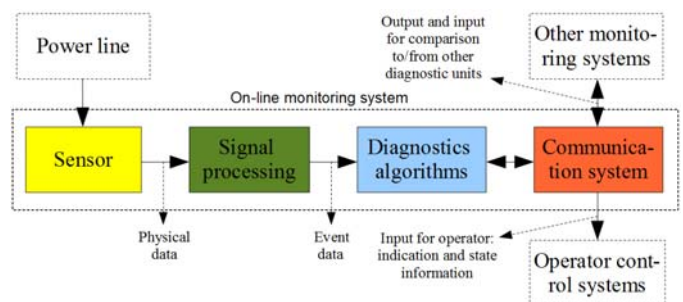 Power line
Output and input
for comparison
to/from other
diagnostic units
Other monito-
ring systems
On-line monitoring system
Sensor
Signal
processing
Diagnostics
algorithms
Communica-
tion system
Physical
data
Event
data
Input for operator:
indication and state
information
Operator cont-
rol systems